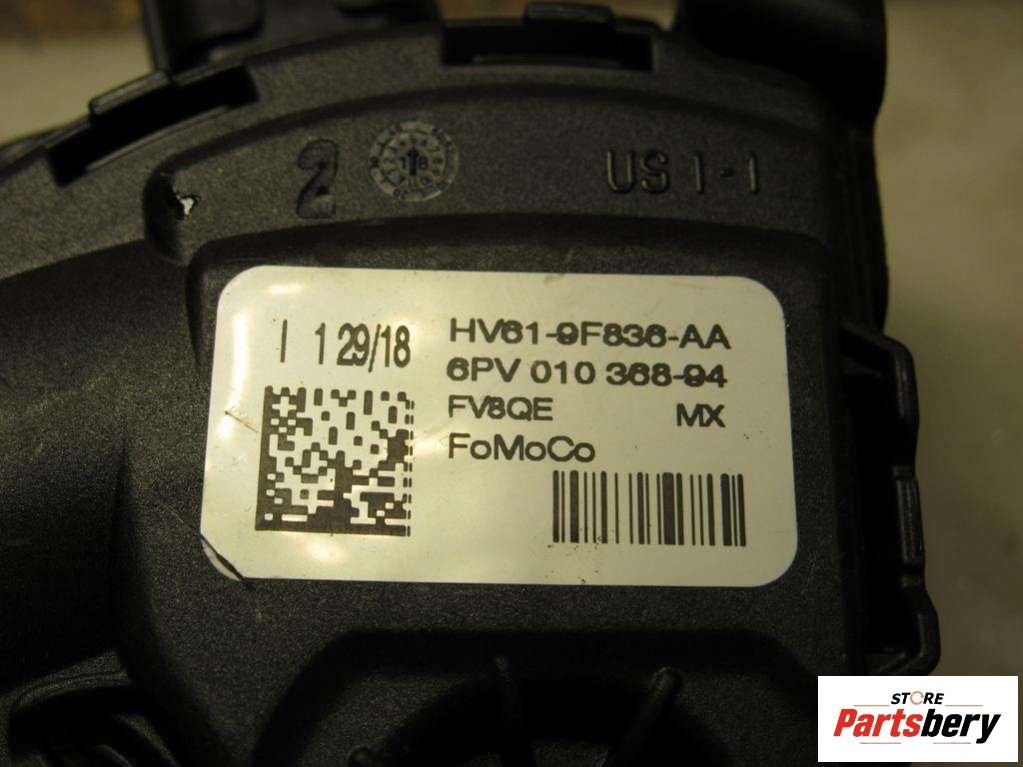 2
18
US 1-1
I 1 29/18
HV61-9F836-AA
6PV 010 368-94
FV8QE MX
FoMoCo
STORE
Partsbery